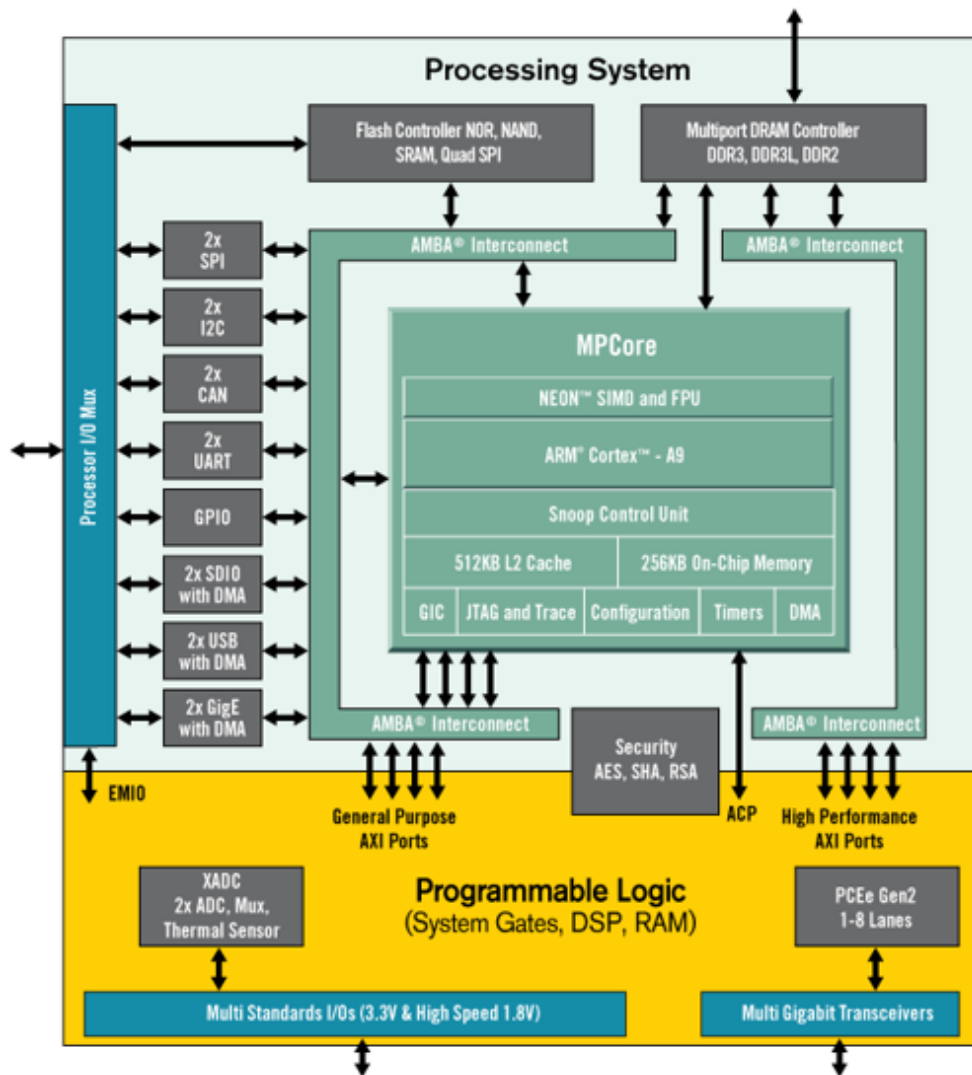 Processing System
Flash Controller NOR, NAND,
SRAM, Quad SPI
Multiport DRAM Controller
DDR3, DDR3L, DDR2
Processor I/O Mux
2x
SPI
2x
I2C
2x
CAN
2x
UART
GPIO
2x SDIO
with DMA
2x USB
with DMA
2x GigE
with DMA
AMBA® Interconnect
AMBA® Interconnect
MPCore
NEON™ SIMD and FPU
ARM® Cortex™ - A9
Snoop Control Unit
512KB L2 Cache
256KB On-Chip Memory
GIC
JTAG and Trace
Configuration
Timers
DMA
AMBA® Interconnect
AMBA® Interconnect
Security
AES, SHA, RSA
EMIO
General Purpose
AXI Ports
ACP
High Performance
AXI Ports
XADC
2x ADC, Mux,
Thermal Sensor
Programmable Logic
(System Gates, DSP, RAM)
PCEe Gen2
1-8 Lanes
Multi Standards I/Os (3.3V & High Speed 1.8V)
Multi Gigabit Transceivers